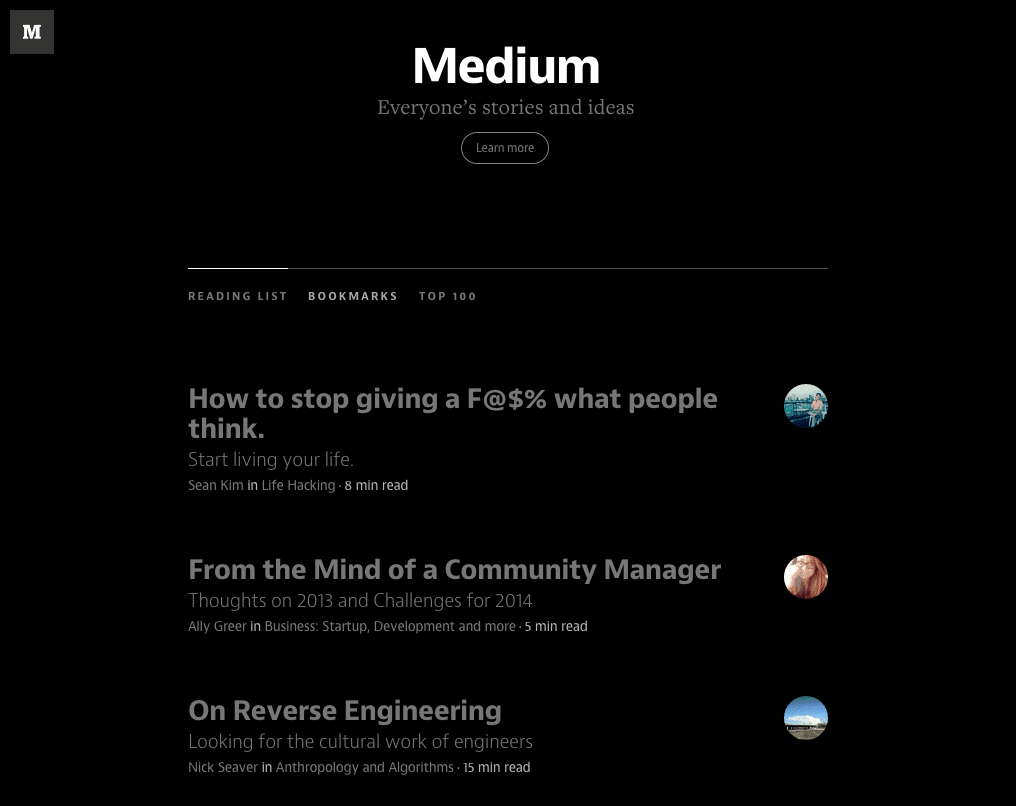 M
Medium
Everyone’s stories and ideas
Learn more
READING LIST BOOKMARKS TOP 100
How to stop giving a F@$% what people
think.
Start living your life.
Sean Kim in Life Hacking · 8 min read
From the Mind of a Community Manager
Thoughts on 2013 and Challenges for 2014
Ally Greer in Business: Startup, Development and more · 5 min read
On Reverse Engineering
Looking for the cultural work of engineers
Nick Seaver in Anthropology and Algorithms · 15 min read